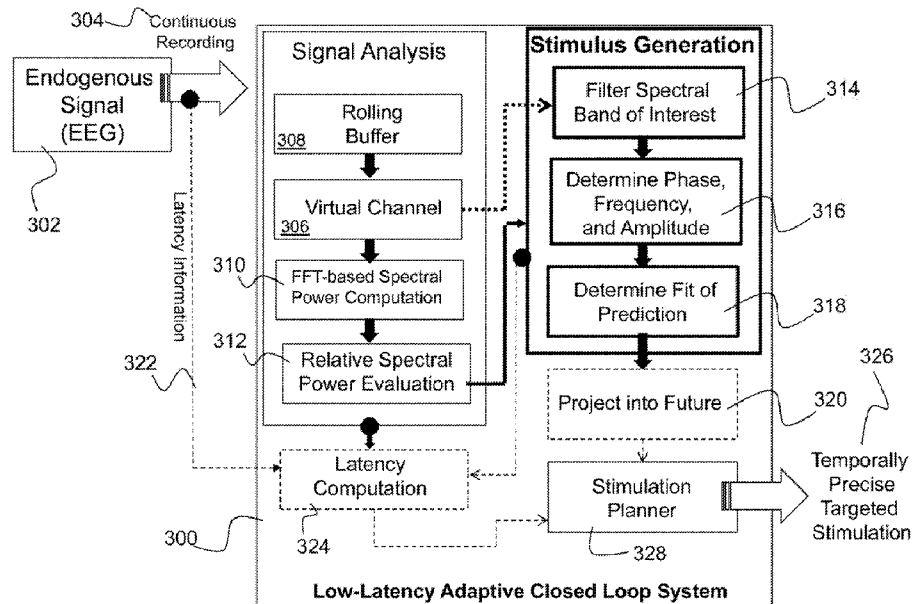 304
Continuous
Recording
Endogenous
Signal
(EEG)
302
Latency Information
322
Signal Analysis
Rolling
Buffer
308
Virtual Channel
306
310
FFT-based Spectral
Power Computation
312
Relative Spectral
Power Evaluation
Latency
Computation
324
300
Stimulus Generation
Filter Spectral
Band of Interest
314
Determine Phase,
Frequency,
and Amplitude
316
Determine Fit of
Prediction
318
Project into Future
320
Stimulation
Planner
328
326
Temporally
Precise
Targeted
Stimulation
Low-Latency Adaptive Closed Loop System